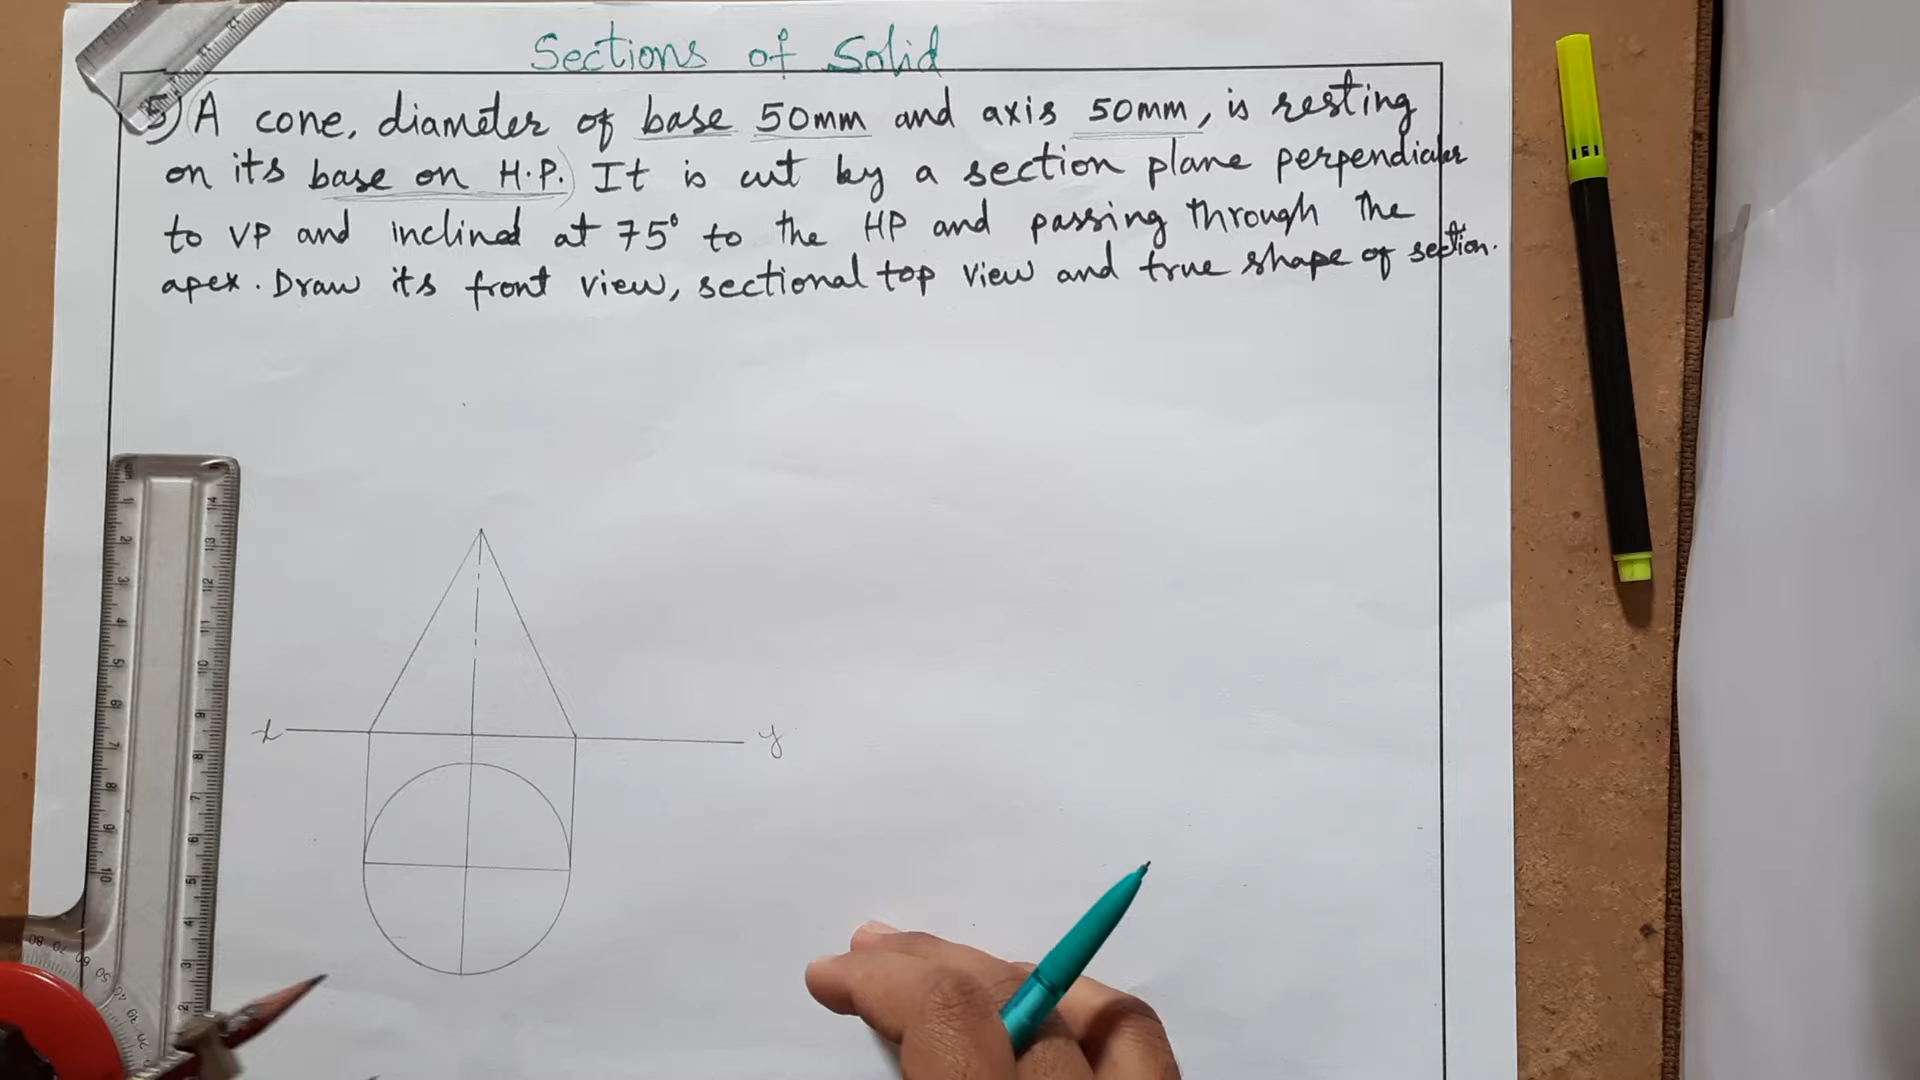 Sections of Solid
5) A cone, diameter of base 50mm and axis 50mm, is resting
on its base on H.P. It is cut by a section plane perpendicular
to VP and inclined at 75° to the HP and passing through the
apex. Draw its front view, sectional top view and true shape of section.
x y